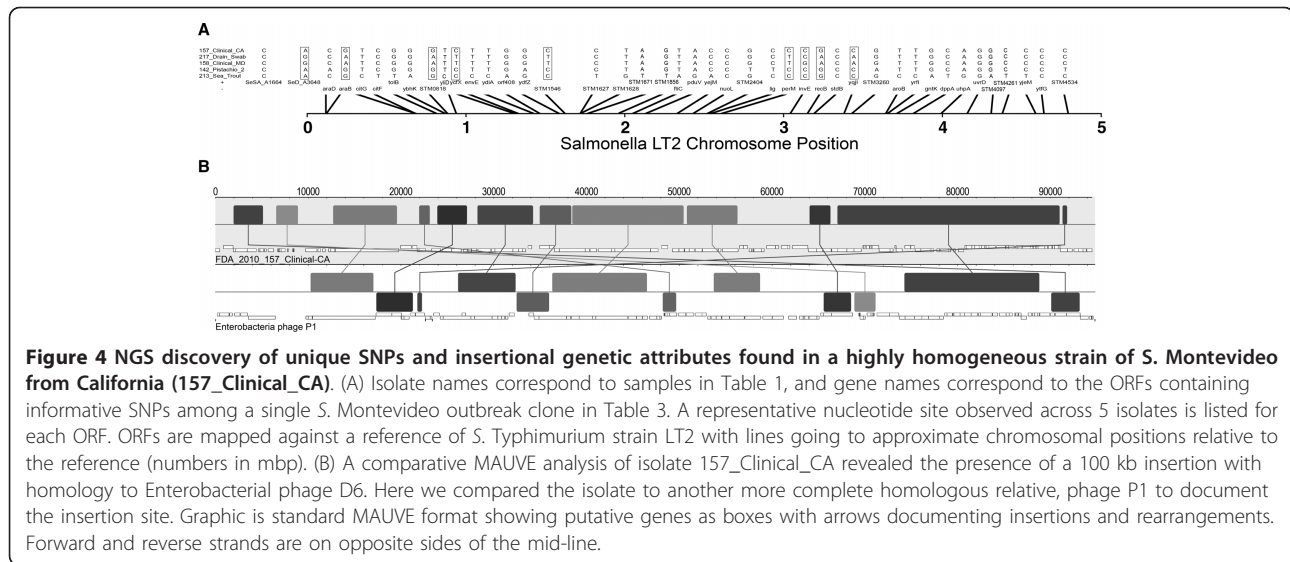 A
157_Clinical_CA
217_Drain_Swab
158_Clinical_MD
142_Pistachio_2
213_Sea_Trout
SeSA_A1664 SeD_A3648 tolB ybhK STM0818 yliD ydfX envE ydiA orf408 ydfZ STM1546 STM1671 STM1856 pduV yejM STM2404 perM recB yqjI STM3260 yrfI dppA uvrD STM4261 yjeM STM4534
araD araB citG citF STM1627 STM1628 fliC nuoL lig invE stdB aroB gntK uhpA STM4097 ytfG
0 1 2 3 4 5
Salmonella LT2 Chromosome Position
B
0 10000 20000 30000 40000 50000 60000 70000 80000 90000
FDA_2010_157_Clinical-CA
Enterobacteria phage P1
Figure 4 NGS discovery of unique SNPs and insertional genetic attributes found in a highly homogeneous strain of S. Montevideo
from California (157_Clinical_CA). (A) Isolate names correspond to samples in Table 1, and gene names correspond to the ORFs containing
informative SNPs among a single S. Montevideo outbreak clone in Table 3. A representative nucleotide site observed across 5 isolates is listed for
each ORF. ORFs are mapped against a reference of S. Typhimurium strain LT2 with lines going to approximate chromosomal positions relative to
the reference (numbers in mbp). (B) A comparative MAUVE analysis of isolate 157_Clinical_CA revealed the presence of a 100 kb insertion with
homology to Enterobacterial phage D6. Here we compared the isolate to another more complete homologous relative, phage P1 to document
the insertion site. Graphic is standard MAUVE format showing putative genes as boxes with arrows documenting insertions and rearrangements.
Forward and reverse strands are on opposite sides of the mid-line.